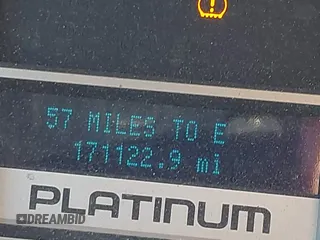 57 MILES TO E
171122.9 mi
PLATINUM
DREAMBID